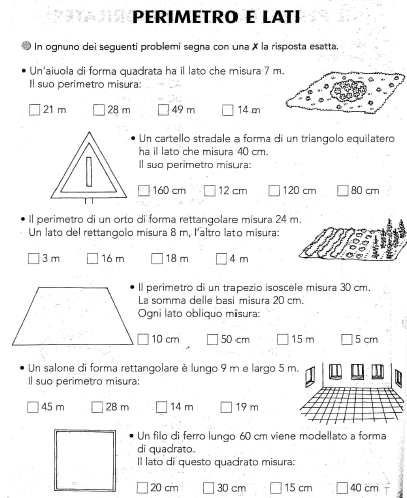 PERIMETRO E LATI
In ognuno dei seguenti problemi segna con una ✗ la risposta esatta.
• Un'aiuola di forma quadrata ha il lato che misura 7 m.
Il suo perimetro misura:
☐ 21 m ☐ 28 m ☐ 49 m ☐ 14 m
• Un cartello stradale a forma di un triangolo equilatero
ha il lato che misura 40 cm.
Il suo perimetro misura:
☐ 160 cm ☐ 12 cm ☐ 120 cm ☐ 80 cm
• Il perimetro di un orto di forma rettangolare misura 24 m.
Un lato del rettangolo misura 8 m, l'altro lato misura:
☐ 3 m ☐ 16 m ☐ 18 m ☐ 4 m
• Il perimetro di un trapezio isoscele misura 30 cm.
La somma delle basi misura 20 cm.
Ogni lato obliquo misura:
☐ 10 cm ☐ 50 cm ☐ 15 m ☐ 5 cm
• Un salone di forma rettangolare è lungo 9 m e largo 5 m.
Il suo perimetro misura:
☐ 45 m ☐ 28 m ☐ 14 m ☐ 19 m
• Un filo di ferro lungo 60 cm viene modellato a forma
di quadrato.
Il lato di questo quadrato misura:
☐ 20 cm ☐ 30 cm ☐ 15 cm ☐ 40 cm